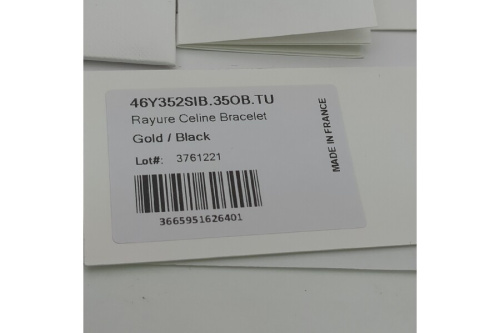 46Y352SIB.35OB.TU
Rayure Celine Bracelet
Gold / Black
Lot#: 3761221
3665951626401
MADE IN FRANCE